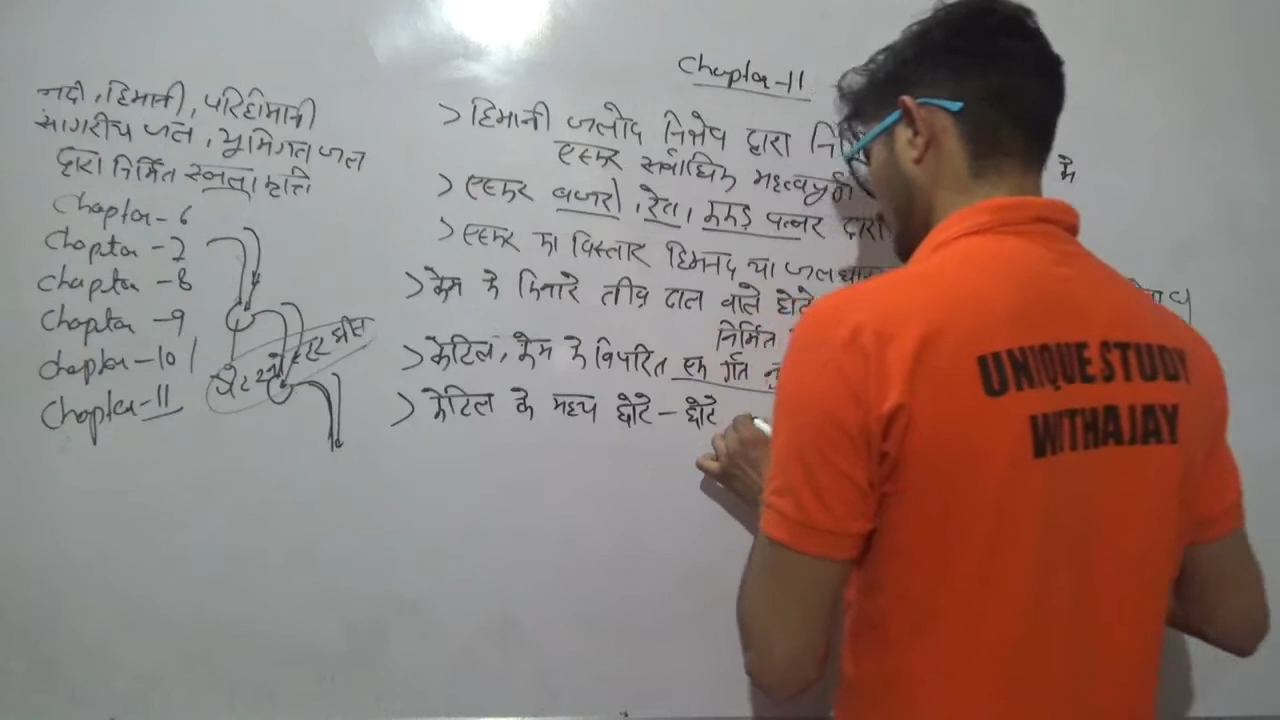 नदी, हिमानी, परिहिमानी
सागरीय जल, भूमिगत जल
द्वारा निर्मित स्थलाकृति
Chapter-6
Chapter-7
Chapter-8
Chapter-9
Chapter-10
Chapter-11
Chapter-11
> हिमानी जलोढ निक्षेप द्वारा
एस्कर सर्वाधिक महत्वपूर्ण
मे
> एस्कर बजरी, रेत, कंकड़ पत्थर द्वारा
> एस्कर का विस्तार हिमनद या
> केम के किनारे तीव्र ढाल वाले होते
निर्मित
> केटिल, केम के विपरित एक र्गत
> केटिल के मध्य छोटे-छोटे
UNIQUE STUDY
WITHAJAY